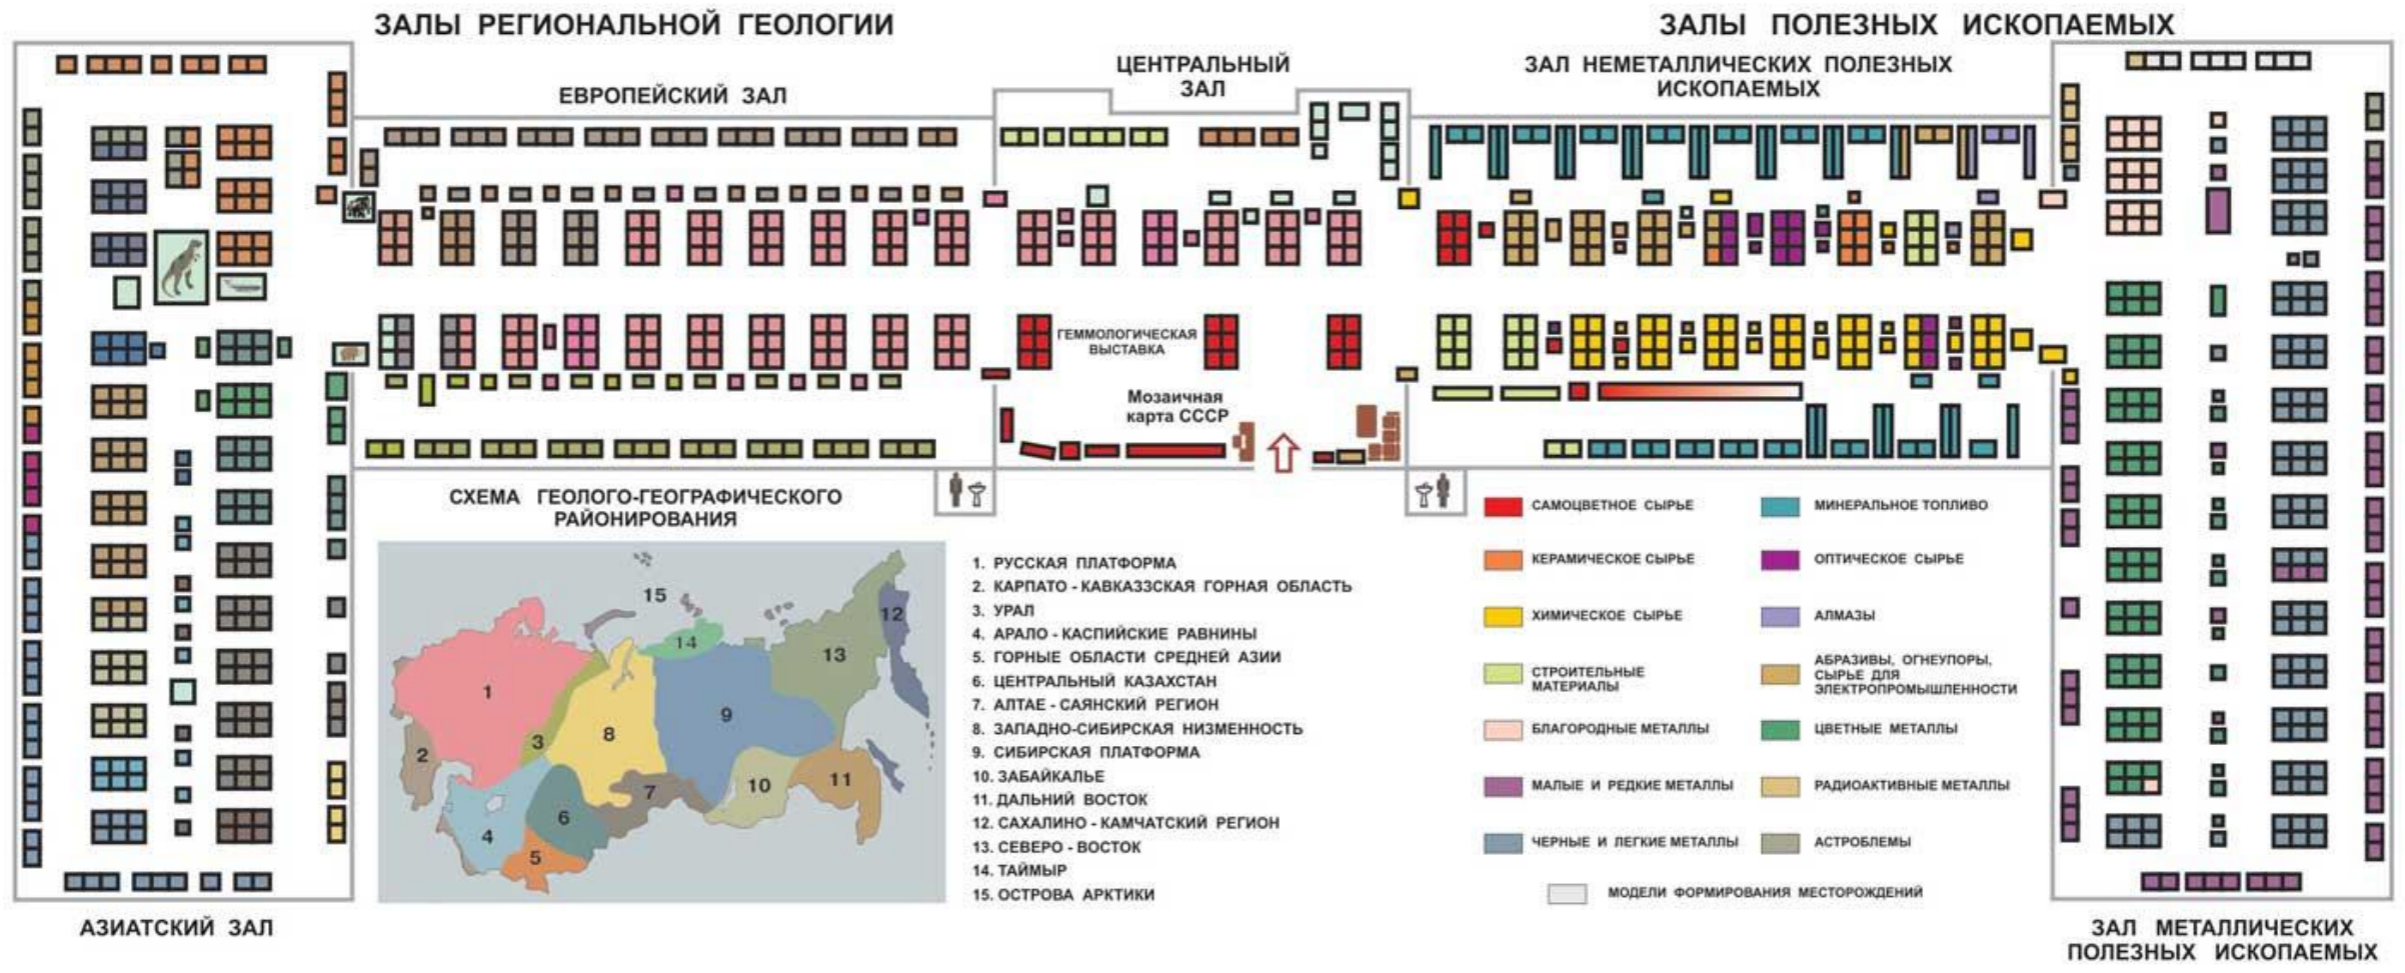 ЗАЛЫ РЕГИОНАЛЬНОЙ ГЕОЛОГИИ
ЗАЛЫ ПОЛЕЗНЫХ ИСКОПАЕМЫХ
ЕВРОПЕЙСКИЙ ЗАЛ
ЦЕНТРАЛЬНЫЙ
ЗАЛ
ЗАЛ НЕМЕТАЛЛИЧЕСКИХ ПОЛЕЗНЫХ
ИСКОПАЕМЫХ
ГЕММОЛОГИЧЕСКАЯ
ВЫСТАВКА
Мозаичная
карта СССР
СХЕМА ГЕОЛОГО-ГЕОГРАФИЧЕСКОГО
РАЙОНИРОВАНИЯ
15
12
14
13
1
9
8
3
2
10
11
7
6
4
5
1. РУССКАЯ ПЛАТФОРМА
2. КАРПАТО - КАВКАЗЗСКАЯ ГОРНАЯ ОБЛАСТЬ
3. УРАЛ
4. АРАЛО - КАСПИЙСКИЕ РАВНИНЫ
5. ГОРНЫЕ ОБЛАСТИ СРЕДНЕЙ АЗИИ
6. ЦЕНТРАЛЬНЫЙ КАЗАХСТАН
7. АЛТАЕ - САЯНСКИЙ РЕГИОН
8. ЗАПАДНО-СИБИРСКАЯ НИЗМЕННОСТЬ
9. СИБИРСКАЯ ПЛАТФОРМА
10. ЗАБАЙКАЛЬЕ
11. ДАЛЬНИЙ ВОСТОК
12. САХАЛИНО - КАМЧАТСКИЙ РЕГИОН
13. СЕВЕРО - ВОСТОК
14. ТАЙМЫР
15. ОСТРОВА АРКТИКИ
САМОЦВЕТНОЕ СЫРЬЕ
КЕРАМИЧЕСКОЕ СЫРЬЕ
ХИМИЧЕСКОЕ СЫРЬЕ
СТРОИТЕЛЬНЫЕ
МАТЕРИАЛЫ
БЛАГОРОДНЫЕ МЕТАЛЛЫ
МАЛЫЕ И РЕДКИЕ МЕТАЛЛЫ
ЧЕРНЫЕ И ЛЕГКИЕ МЕТАЛЛЫ
МИНЕРАЛЬНОЕ ТОПЛИВО
ОПТИЧЕСКОЕ СЫРЬЕ
АЛМАЗЫ
АБРАЗИВЫ, ОГНЕУПОРЫ,
СЫРЬЕ ДЛЯ
ЭЛЕКТРОПРОМЫШЛЕННОСТИ
ЦВЕТНЫЕ МЕТАЛЛЫ
РАДИОАКТИВНЫЕ МЕТАЛЛЫ
АСТРОБЛЕМЫ
МОДЕЛИ ФОРМИРОВАНИЯ МЕСТОРОЖДЕНИЙ
АЗИАТСКИЙ ЗАЛ
ЗАЛ МЕТАЛЛИЧЕСКИХ
ПОЛЕЗНЫХ ИСКОПАЕМЫХ